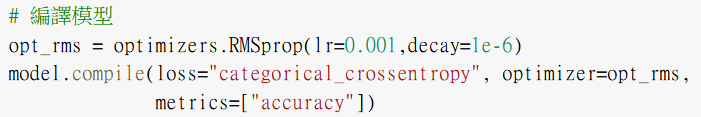 # 編譯模型
opt_rms = optimizers.RMSprop(lr=0.001,decay=1e-6)
model.compile(loss="categorical_crossentropy", optimizer=opt_rms,
              metrics=["accuracy"])